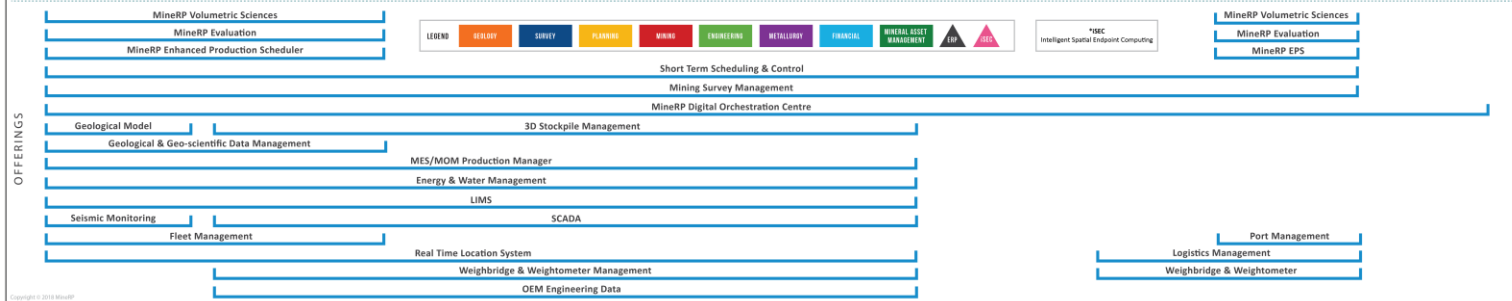 MineRP Volumetric Sciences
MineRP Volumetric Sciences
MineRP Evaluation
LEGEND GEOLOGY SURVEY PLANNING MINING ENGINEERING METALLURGY FINANCIAL MINERAL ASSET MANAGEMENT ERP iSEC
*iSEC
Intelligent Spatial Endpoint Computing
MineRP Evaluation
MineRP Enhanced Production Scheduler
MineRP EPS
Short Term Scheduling & Control
Mining Survey Management
MineRP Digital Orchestration Centre
OFFERINGS
Geological Model
3D Stockpile Management
Geological & Geo-scientific Data Management
MES/MOM Production Manager
Energy & Water Management
LIMS
Seismic Monitoring
SCADA
Fleet Management
Port Management
Real Time Location System
Logistics Management
Weighbridge & Weightometer Management
Weighbridge & Weightometer
OEM Engineering Data
Copyright © 2018 MineRP